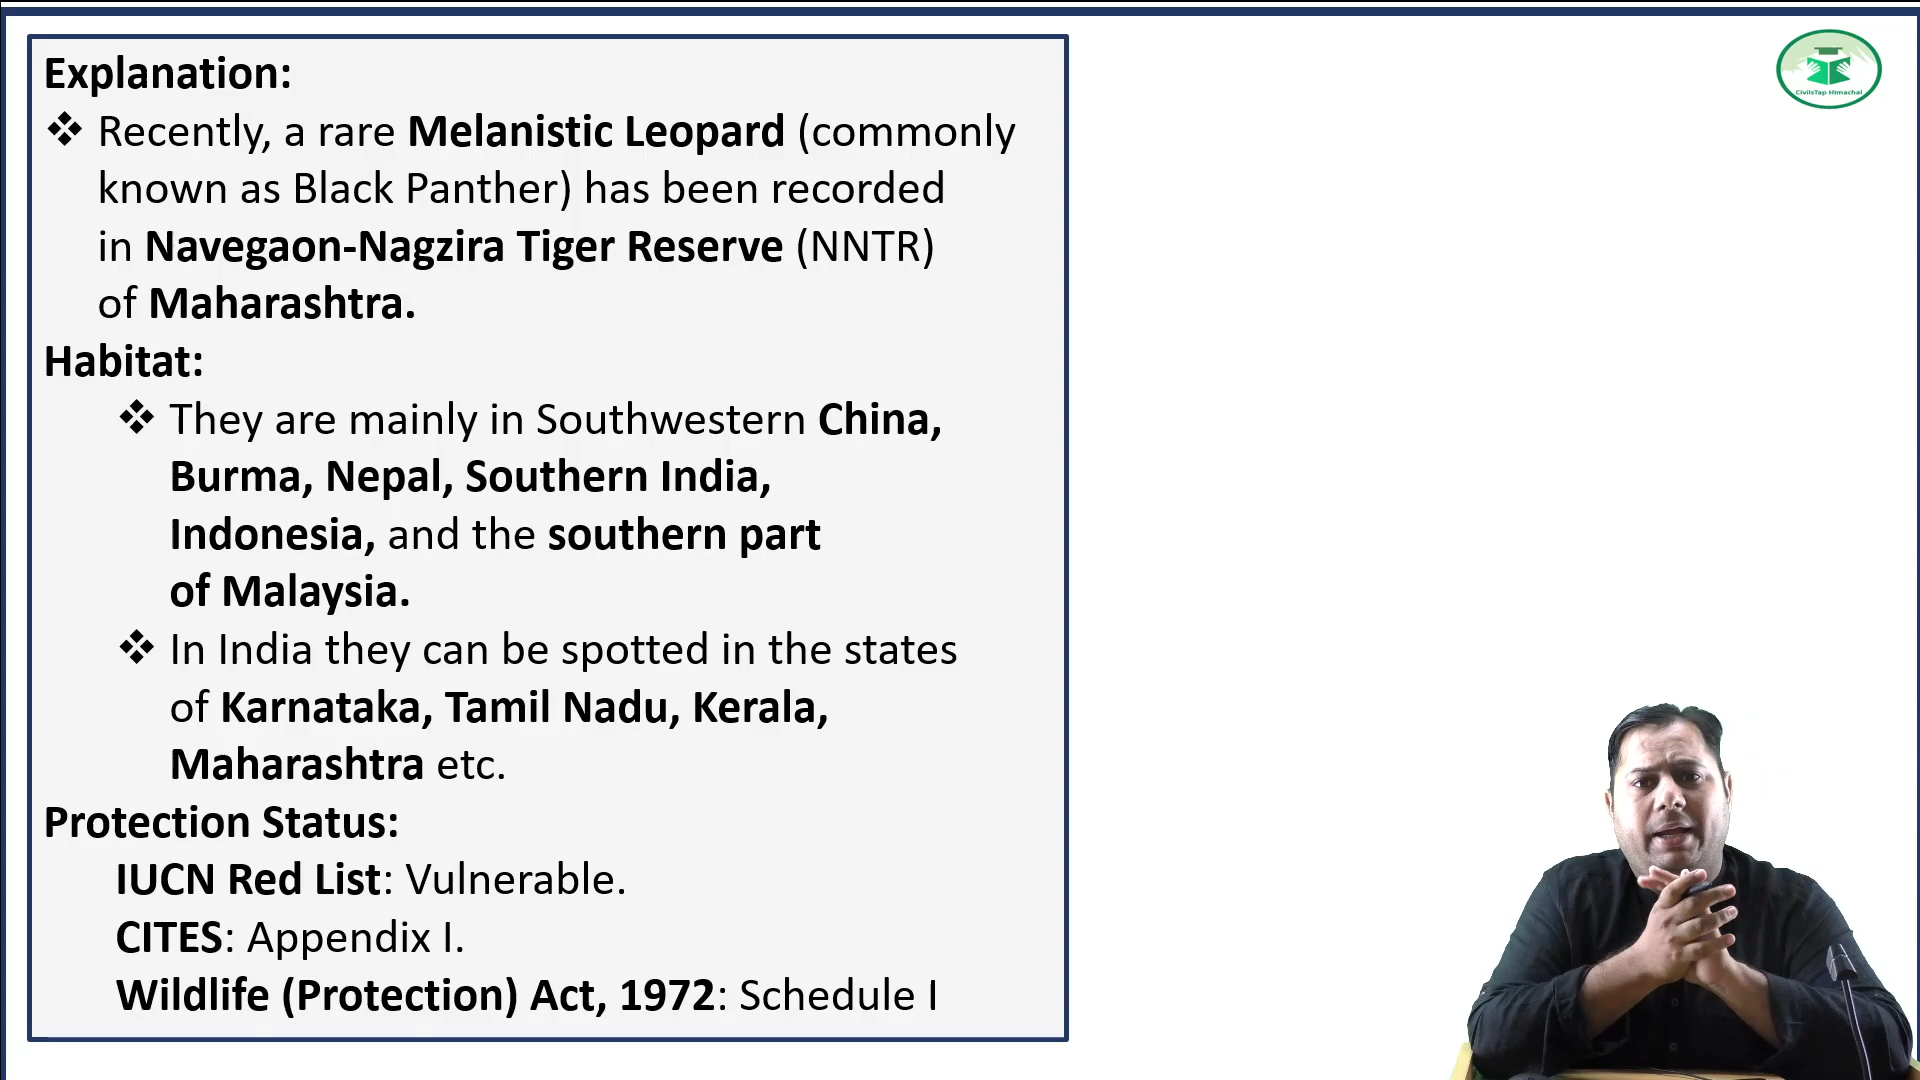 Explanation:
❖ Recently, a rare Melanistic Leopard (commonly
known as Black Panther) has been recorded
in Navegaon-Nagzira Tiger Reserve (NNTR)
of Maharashtra.
Habitat:
❖ They are mainly in Southwestern China,
Burma, Nepal, Southern India,
Indonesia, and the southern part
of Malaysia.
❖ In India they can be spotted in the states
of Karnataka, Tamil Nadu, Kerala,
Maharashtra etc.
Protection Status:
IUCN Red List: Vulnerable.
CITES: Appendix I.
Wildlife (Protection) Act, 1972: Schedule I
CivilsTap Himachal